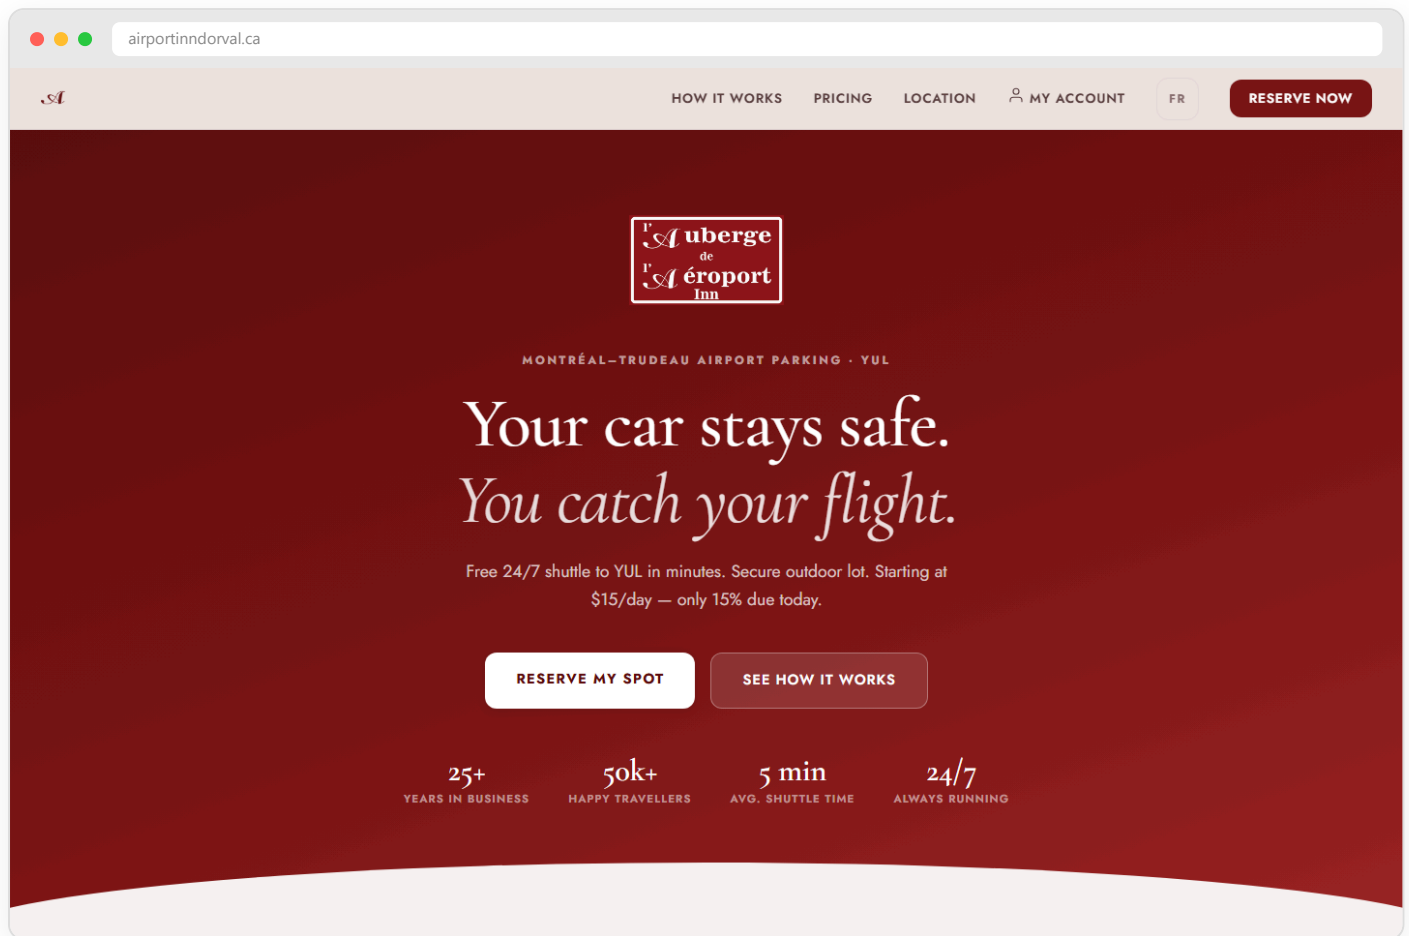 airportinndorval.ca
A
HOW IT WORKS
PRICING
LOCATION
MY ACCOUNT
FR
RESERVE NOW
l'Auberge
de
l'Aéroport
Inn
MONTRÉAL–TRUDEAU AIRPORT PARKING · YUL
Your car stays safe.
You catch your flight.
Free 24/7 shuttle to YUL in minutes. Secure outdoor lot. Starting at
$15/day — only 15% due today.
RESERVE MY SPOT
SEE HOW IT WORKS
25+
YEARS IN BUSINESS
50k+
HAPPY TRAVELLERS
5 min
AVG. SHUTTLE TIME
24/7
ALWAYS RUNNING